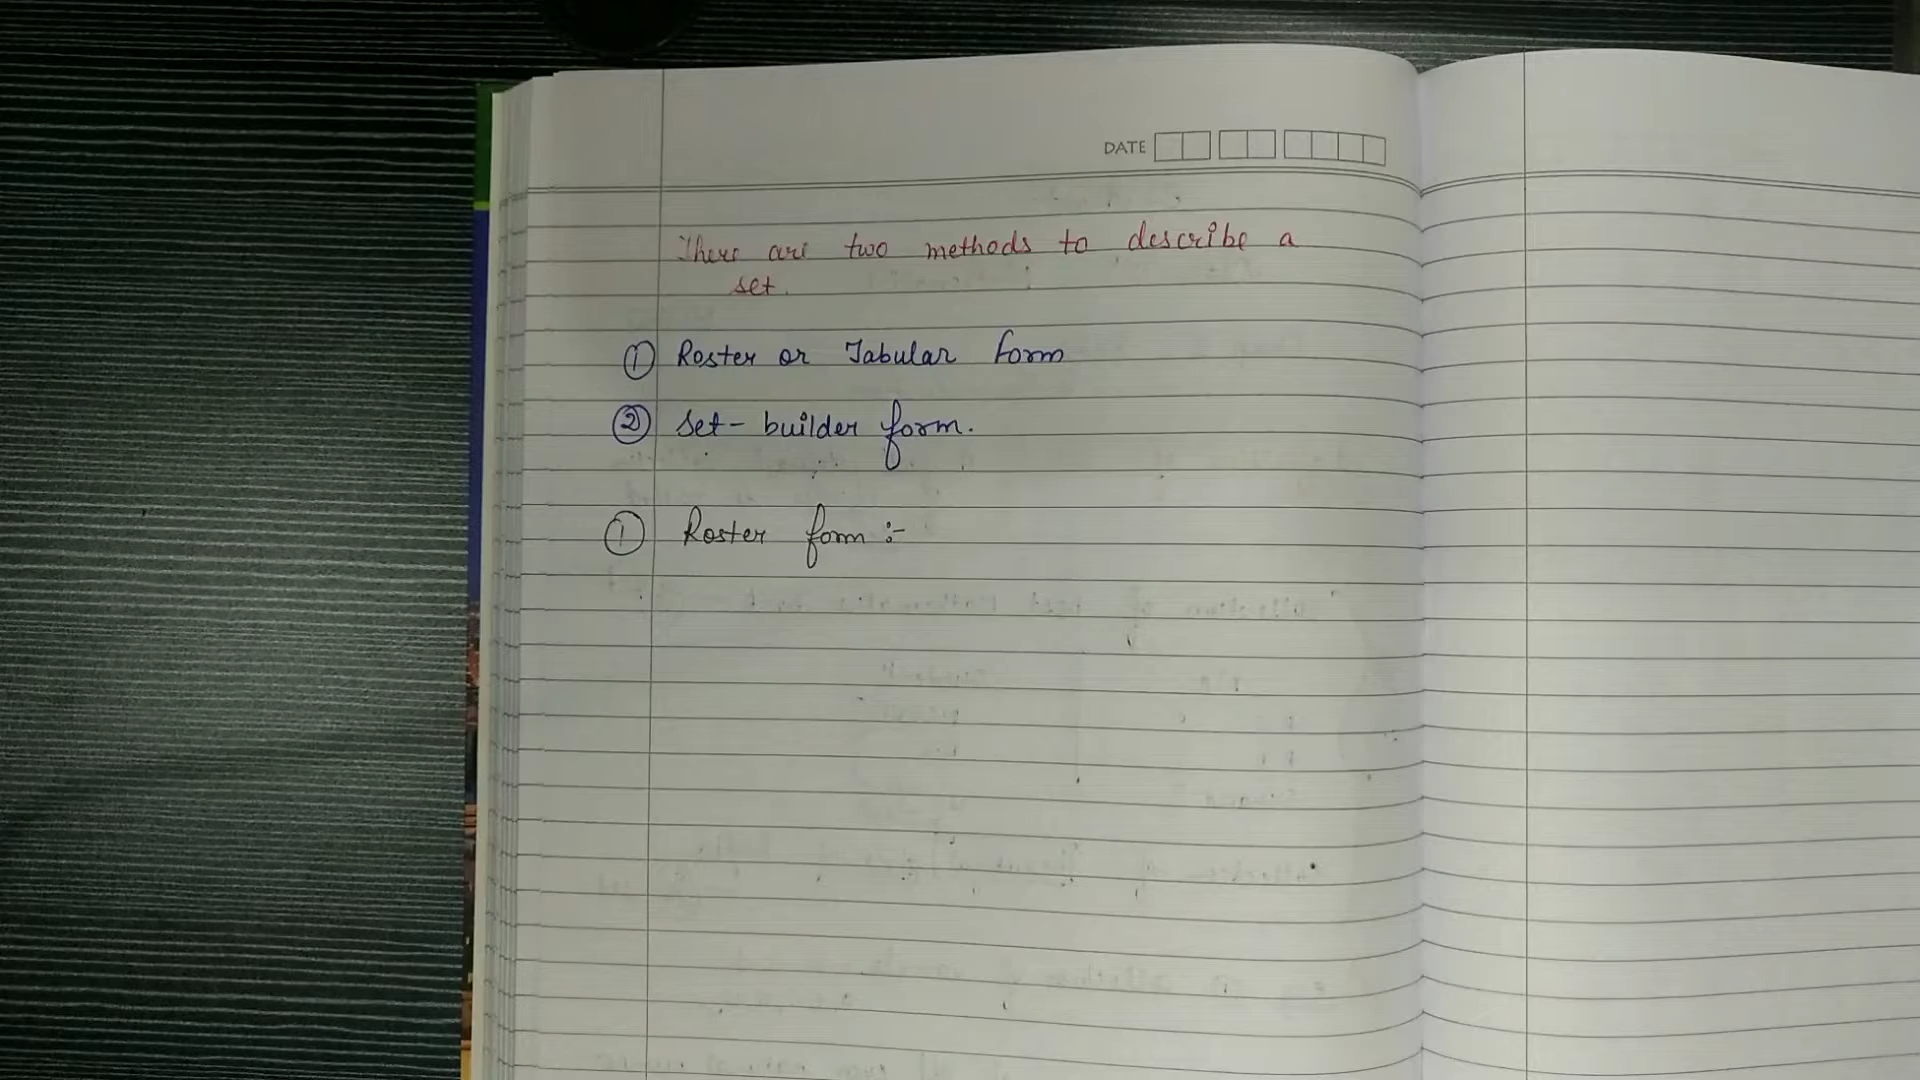 DATE
There are two methods to describe a
set.
① Roster or Tabular form
② Set-builder form.
① Roster form :-